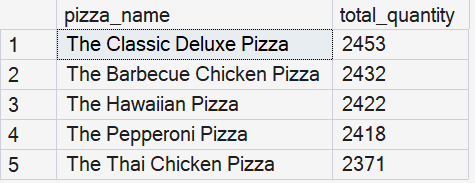 pizza_name total_quantity
1 The Classic Deluxe Pizza 2453
2 The Barbecue Chicken Pizza 2432
3 The Hawaiian Pizza 2422
4 The Pepperoni Pizza 2418
5 The Thai Chicken Pizza 2371